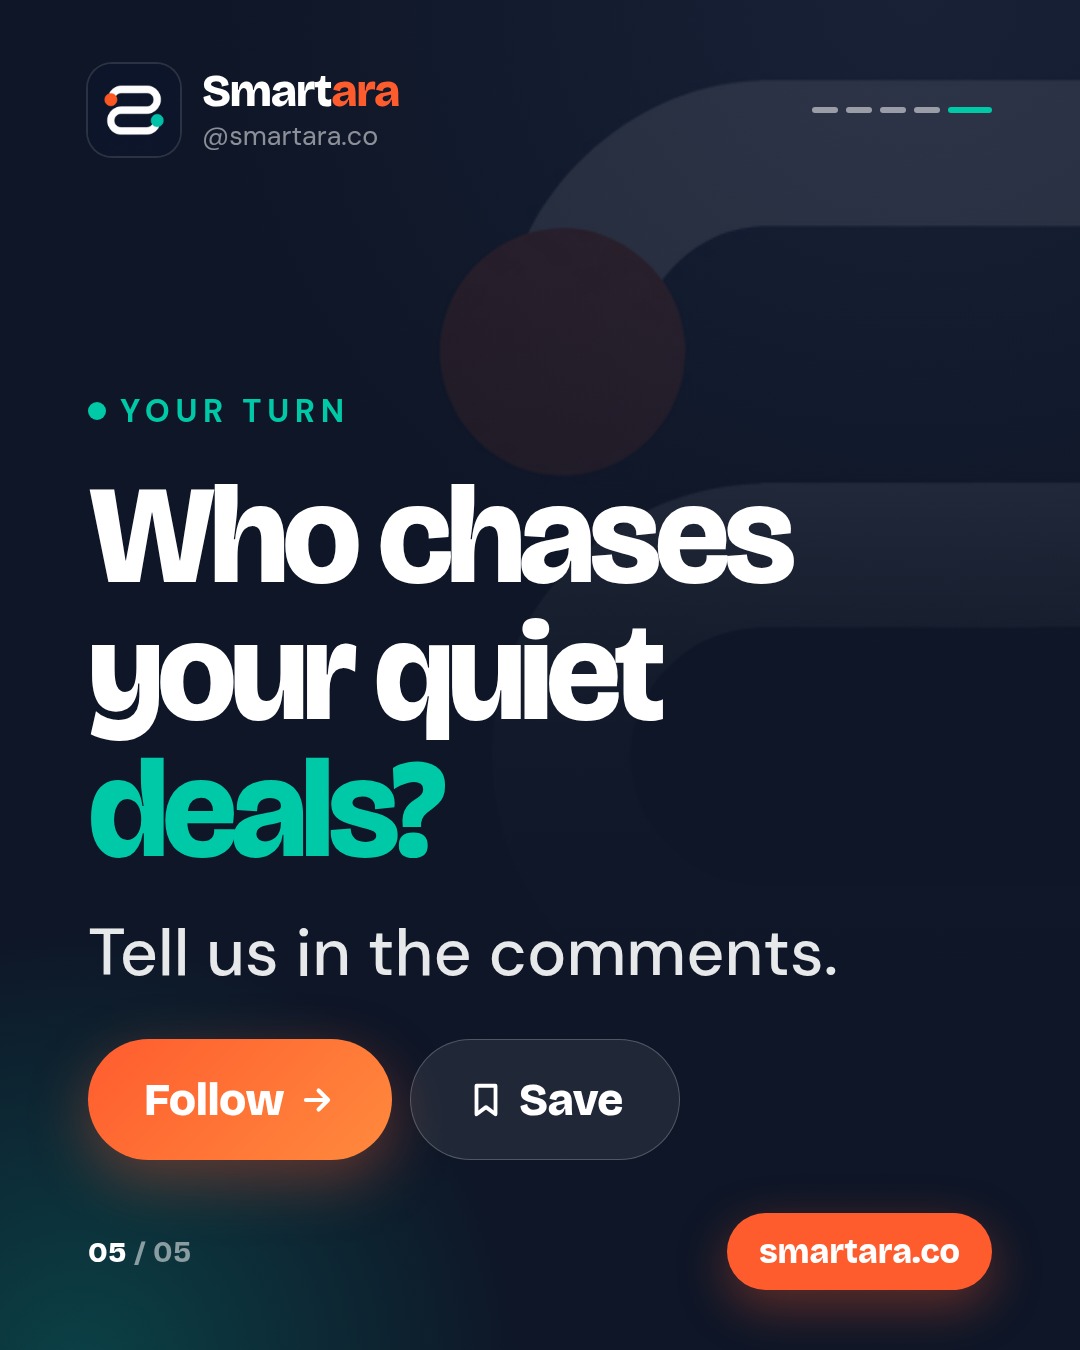 Smartara
@smartara.co
YOUR TURN
Who chases
your quiet
deals?
Tell us in the comments.
Follow →
Save
05 / 05
smartara.co